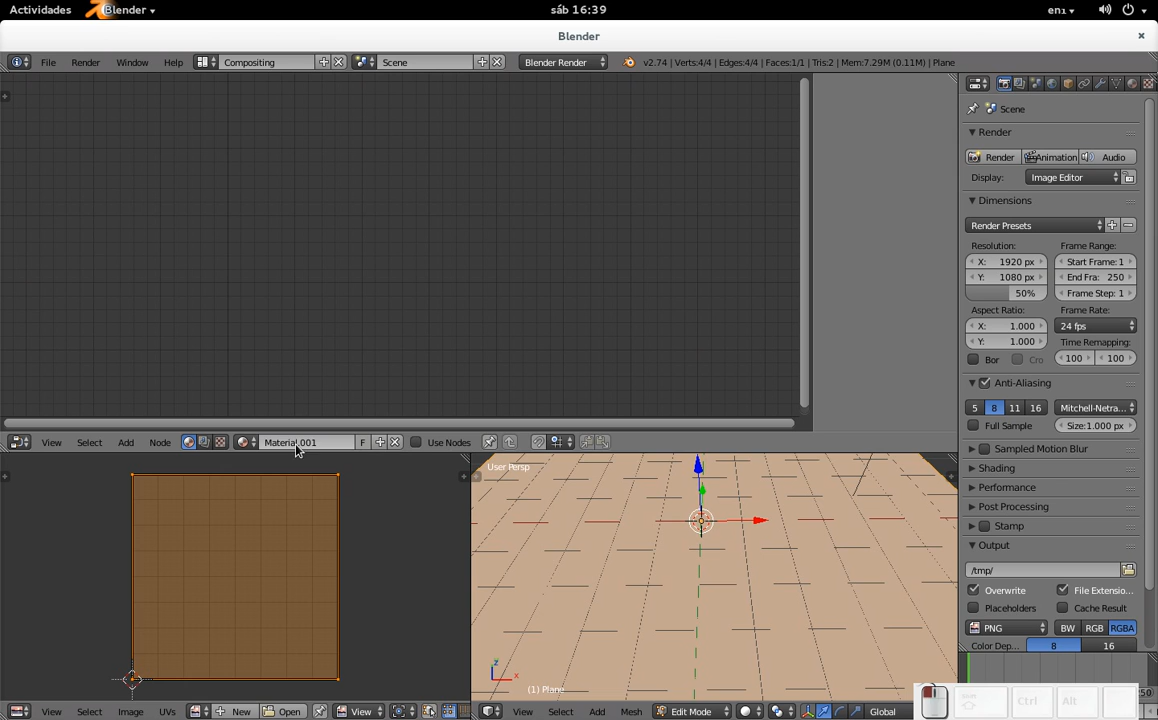 Actividades Blender sáb 16:39 en1
Blender
File Render Window Help Compositing Scene Blender Render v2.74 | Verts:4/4 | Edges:4/4 | Faces:1/1 | Tris:2 | Mem:7.29M (0.11M) | Plane
Scene
Render
Render Animation Audio
Display: Image Editor
Dimensions
Render Presets
Resolution: Frame Range:
X: 1920 px Start Frame: 1
Y: 1080 px End Fra: 250
50% Frame Step: 1
Aspect Ratio: Frame Rate:
X: 1.000 24 fps
Y: 1.000 Time Remapping:
Bor Cro 100 100
Anti-Aliasing
5 8 11 16 Mitchell-Netra...
Full Sample Size:1.000 px
View Select Add Node Material.001 F Use Nodes
Sampled Motion Blur
User Persp
Shading
Performance
Post Processing
Stamp
Output
/tmp/
Overwrite File Extensio...
Placeholders Cache Result
PNG BW RGB RGBA
Color Dep... 8 16
z
x
(1) Plane
Ctrl Alt
250
View Select Image UVs New Open View
View Select Add Mesh Edit Mode Global